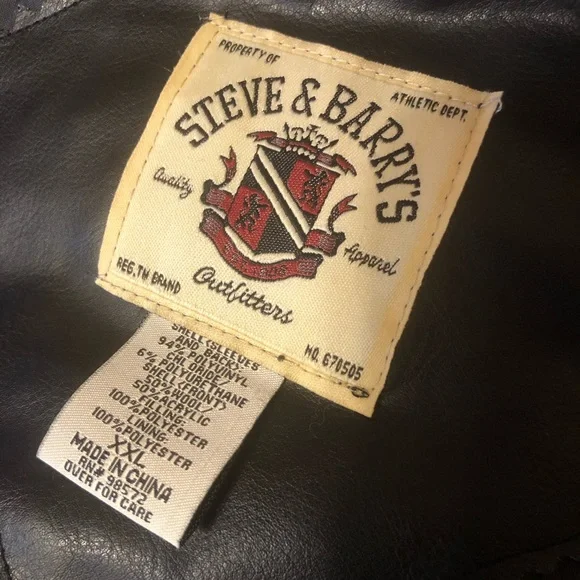 PROPERTY OF
ATHLETIC DEPT.
STEVE & BARRY'S
Quality
Apparel
Outfitters
REG. TM BRAND
NO. 670505
SHELL (SLEEVES
AND BACK):
94% POLYVINYL
CHLORIDE/
6% POLYURETHANE
SHELL (FRONT):
50% WOOL/
50% ACRYLIC
LINING:
100% POLYESTER
LINING:
100% POLYESTER
XXL
MADE IN CHINA
RN# 98572
OVER FOR CARE